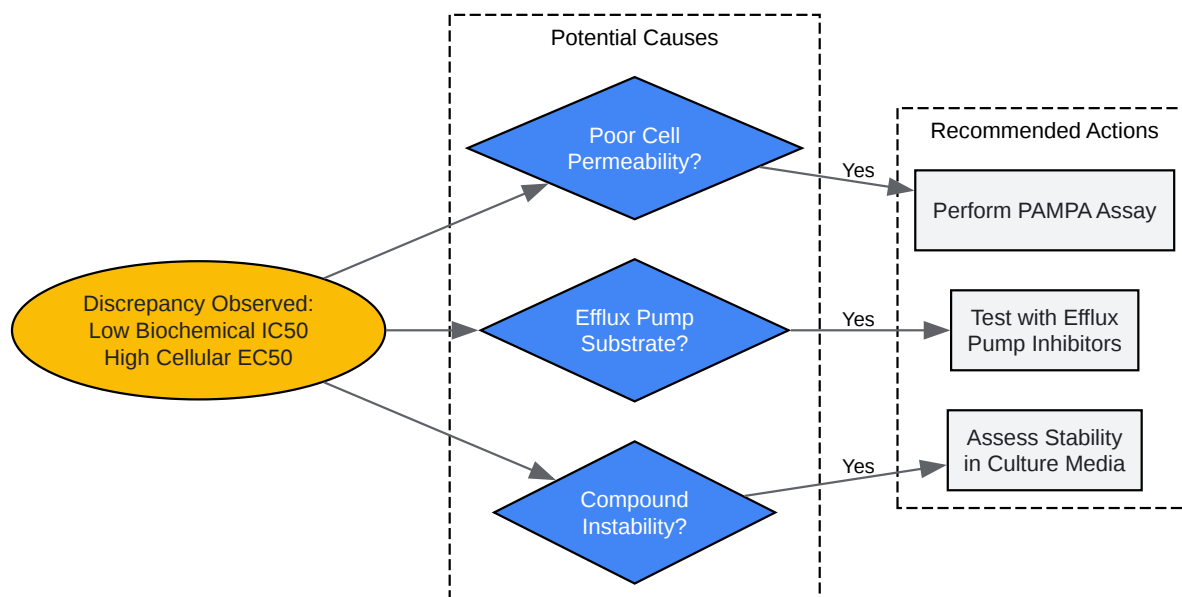 Potential Causes
Poor Cell
Permeability?
Yes
Recommended Actions
Perform PAMPA Assay
Discrepancy Observed:
Low Biochemical IC50
High Cellular EC50
Efflux Pump
Substrate?
Yes
Test with Efflux
Pump Inhibitors
Compound
Instability?
Yes
Assess Stability
in Culture Media